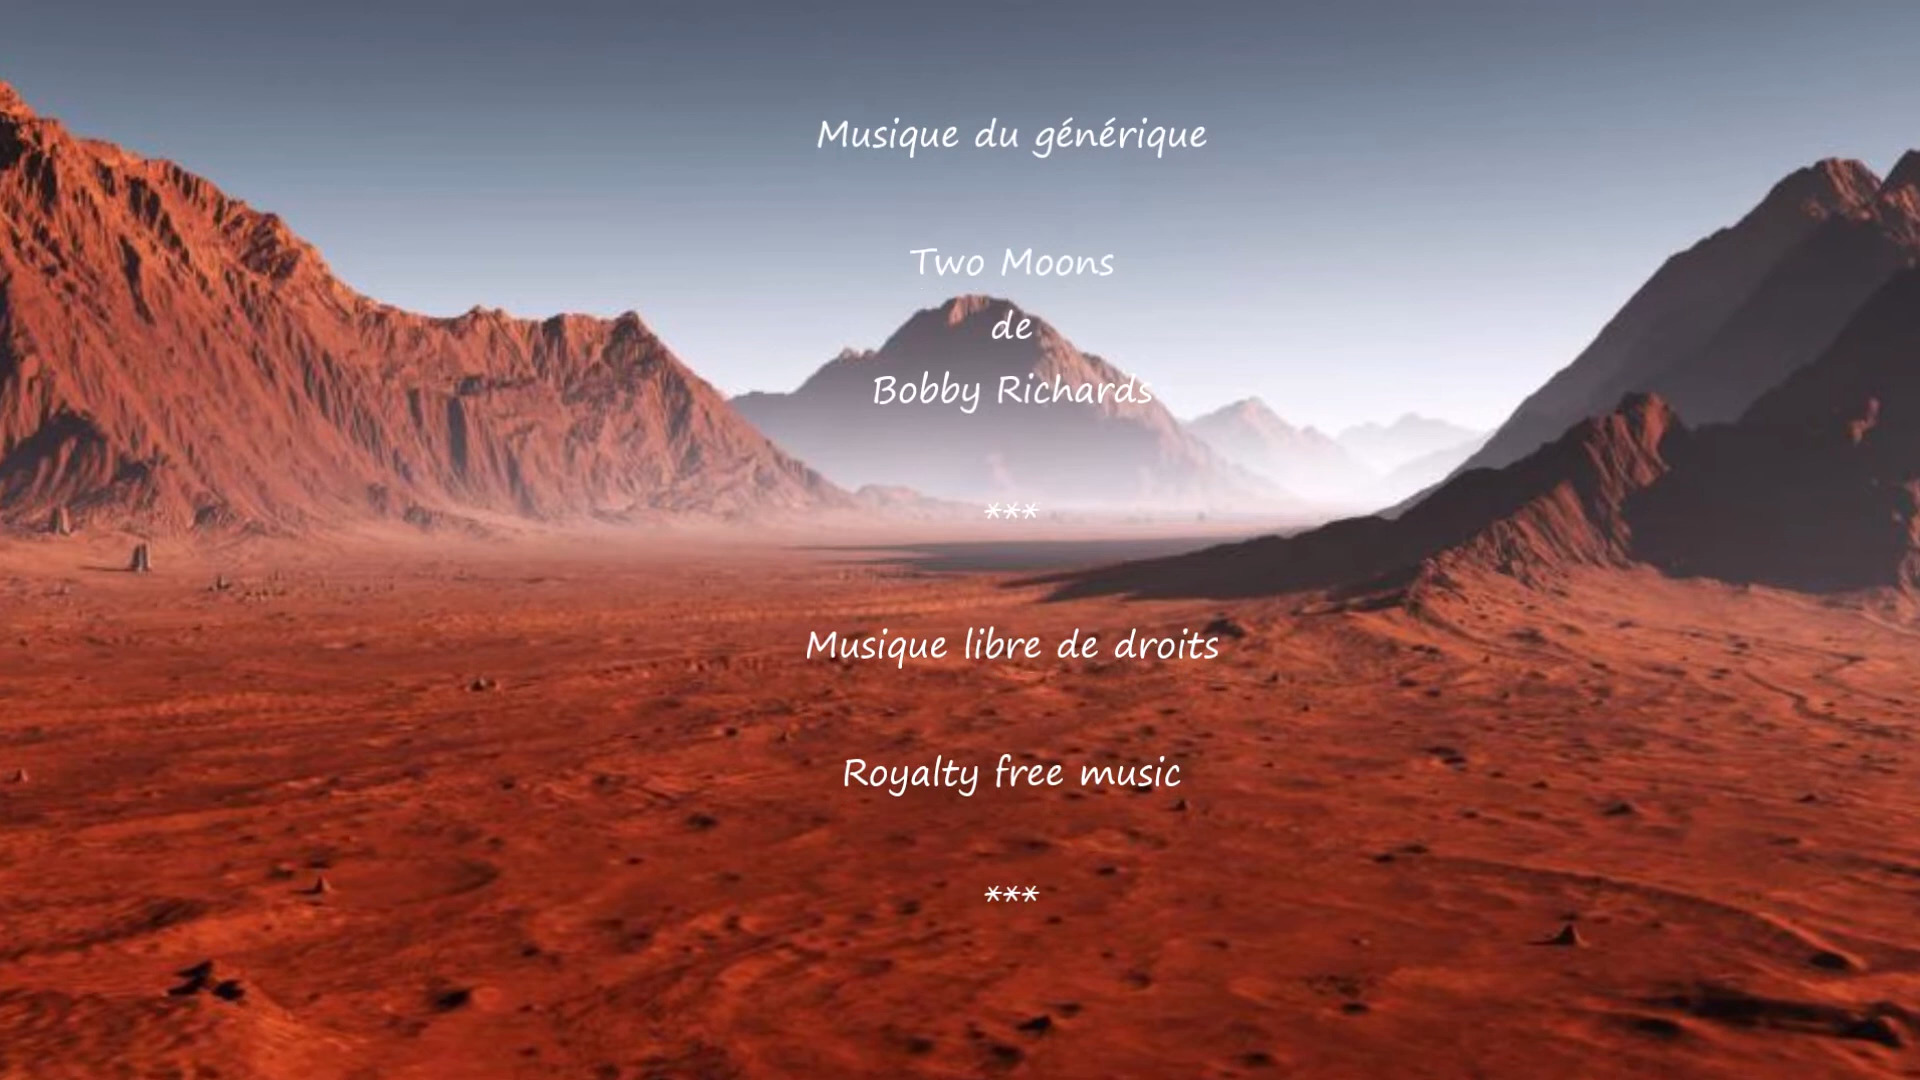 Musique du générique
Two Moons
de
Bobby Richards
***
Musique libre de droits
Royalty free music
***